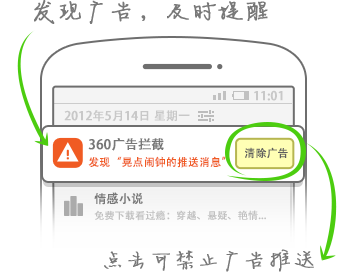 发现广告，及时提醒
11:01
2012年5月14日 星期一
360广告拦截
发现“晃点闹钟的推送消息”
清除广告
情感小说
免费下载看过瘾：穿越、悬疑、艳情...
点击可禁止广告推送